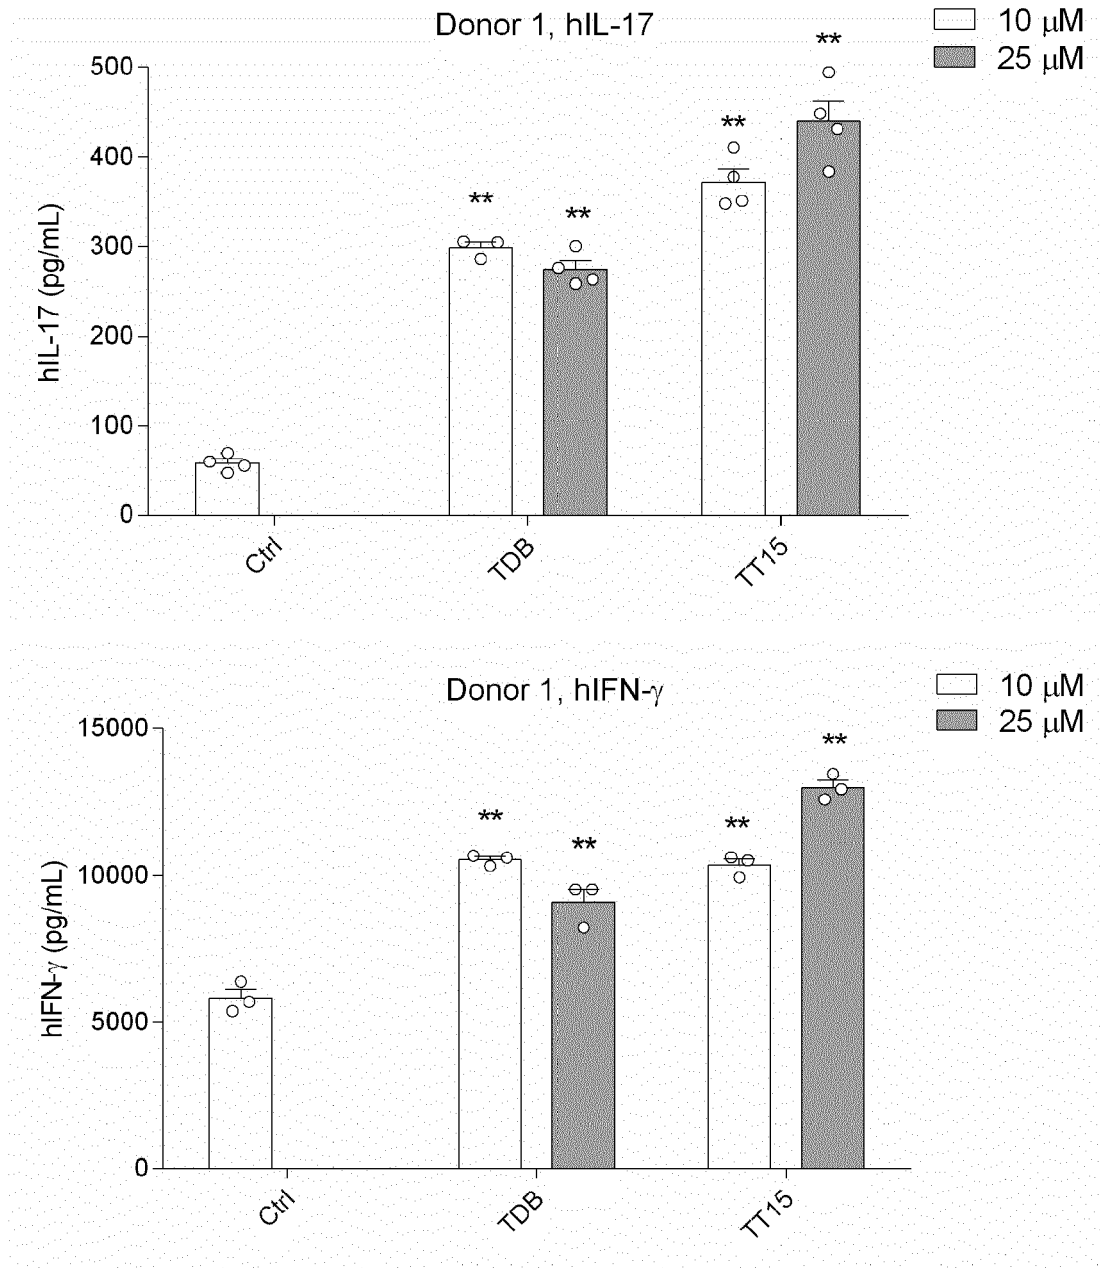 Donor 1, hIL-17
10 μM
25 μM
**
**
**
**
500
400
300
200
100
0
hIL-17 (pg/mL)
Ctrl
TDB
TT15
Donor 1, hIFN-γ
10 μM
25 μM
**
**
**
**
15000
10000
5000
0
hIFN-γ (pg/mL)
Ctrl
TDB
TT15